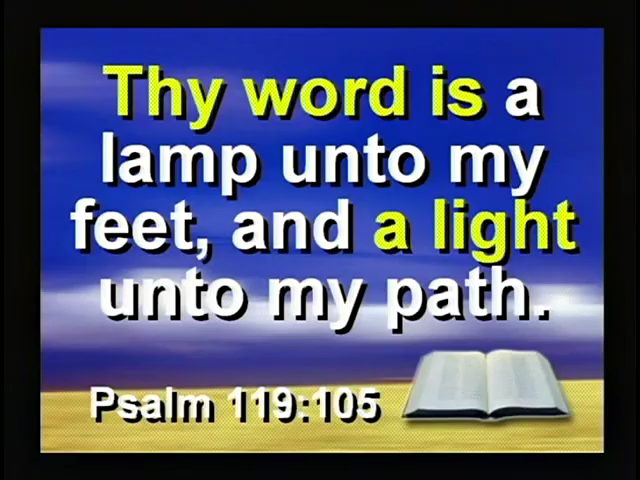 Thy word is a
lamp unto my
feet, and a light
unto my path.
Psalm 119:105